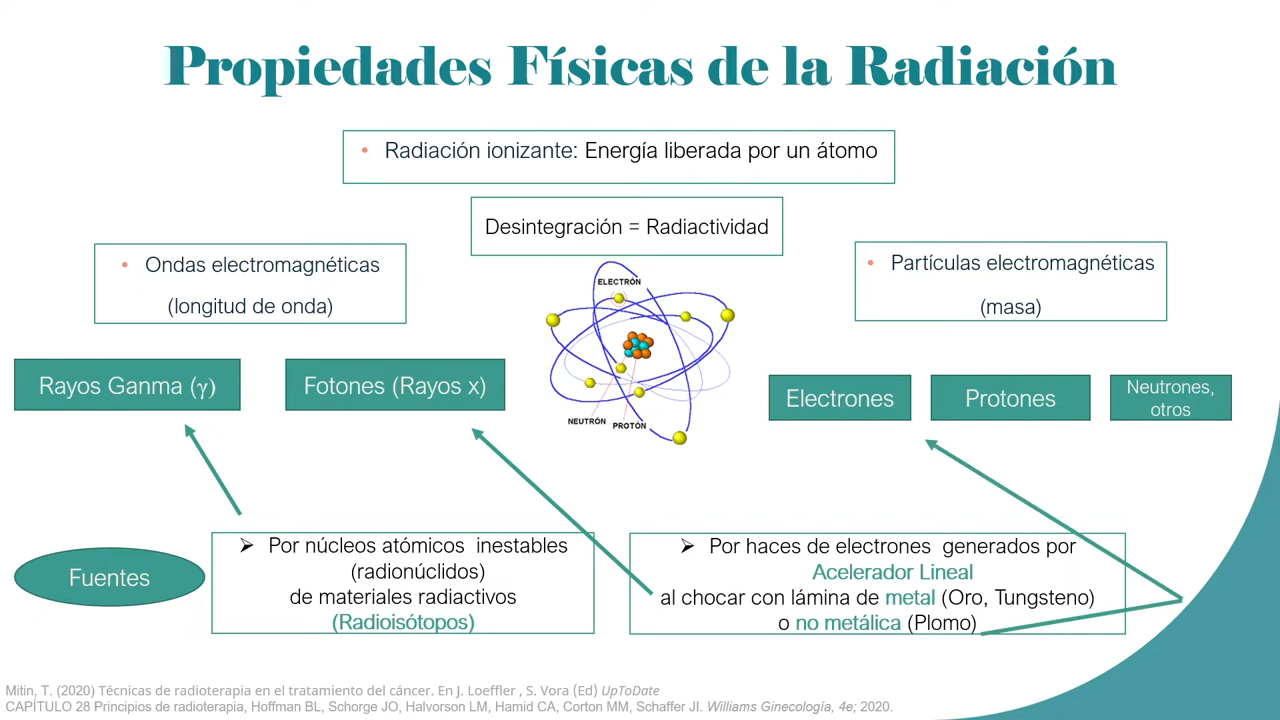 Propiedades Físicas de la Radiación
• Radiación ionizante: Energía liberada por un átomo
Desintegración = Radiactividad
• Ondas electromagnéticas
(longitud de onda)
• Partículas electromagnéticas
(masa)
ELECTRÓN
NEUTRÓN
PROTÓN
Rayos Ganma (γ)
Fotones (Rayos x)
Electrones
Protones
Neutrones,
otros
Fuentes
➢ Por núcleos atómicos inestables
(radionúclidos)
de materiales radiactivos
(Radioisótopos)
➢ Por haces de electrones generados por
Acelerador Lineal
al chocar con lámina de metal (Oro, Tungsteno)
o no metálica (Plomo)
Mitin, T. (2020) Técnicas de radioterapia en el tratamiento del cáncer. En J. Loeffler , S. Vora (Ed) UpToDate
CAPÍTULO 28 Principios de radioterapia, Hoffman BL, Schorge JO, Halvorson LM, Hamid CA, Corton MM, Schaffer JI. Williams Ginecología, 4e; 2020.